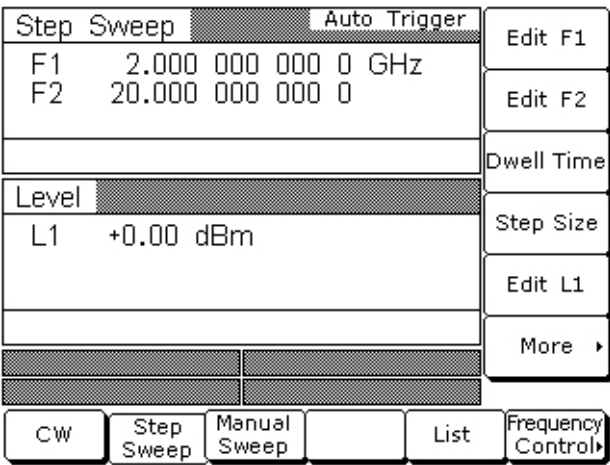 Step Sweep Auto Trigger
F1 2.000 000 000 0 GHz
F2 20.000 000 000 0
Level
L1 +0.00 dBm
Edit F1
Edit F2
Dwell Time
Step Size
Edit L1
More
CW
Step
Sweep
Manual
Sweep
List
Frequency
Control